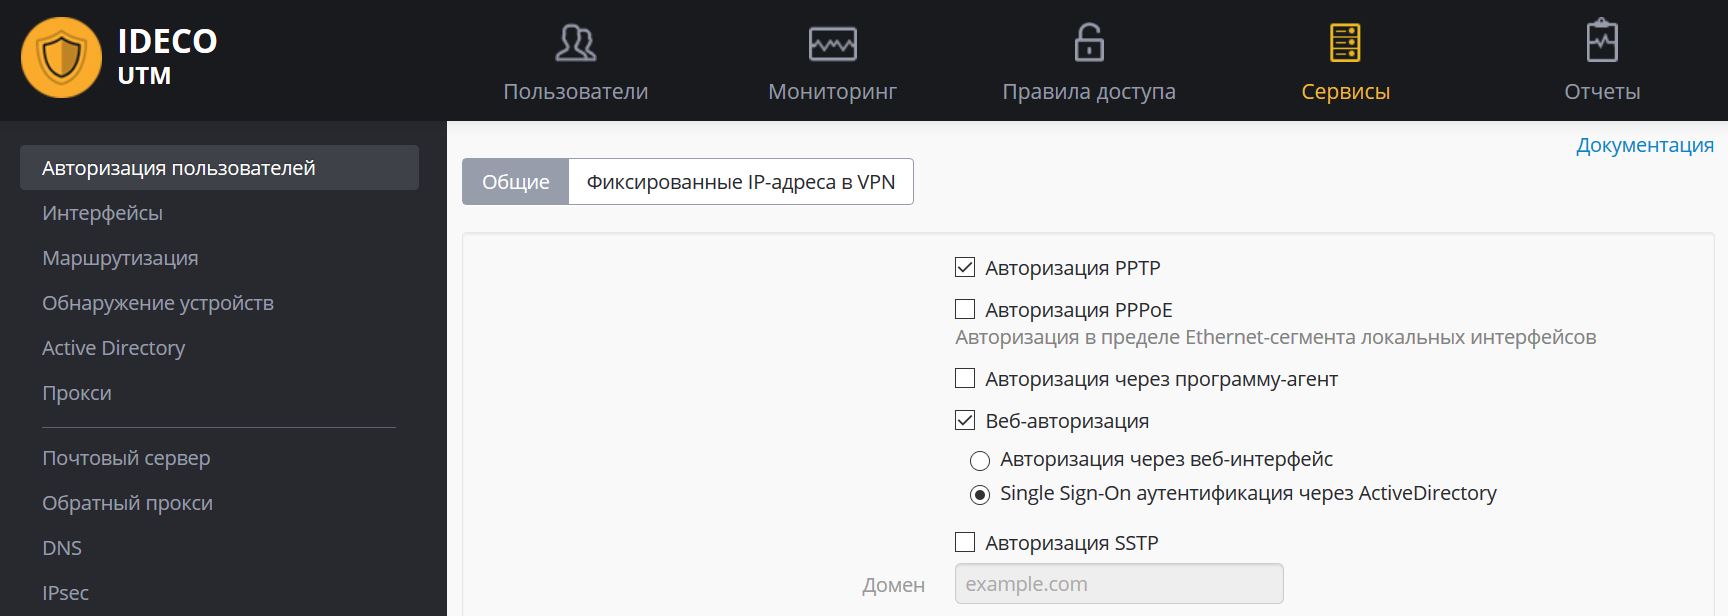 IDECO
UTM
Пользователи
Мониторинг
Правила доступа
Сервисы
Отчеты
Авторизация пользователей
Интерфейсы
Маршрутизация
Обнаружение устройств
Active Directory
Прокси
Почтовый сервер
Обратный прокси
DNS
IPsec
Документация
Общие
Фиксированные IP-адреса в VPN
Авторизация PPTP
Авторизация PPPoE
Авторизация в пределе Ethernet-сегмента локальных интерфейсов
Авторизация через программу-агент
Веб-авторизация
Авторизация через веб-интерфейс
Single Sign-On аутентификация через ActiveDirectory
Авторизация SSTP
Домен
example.com